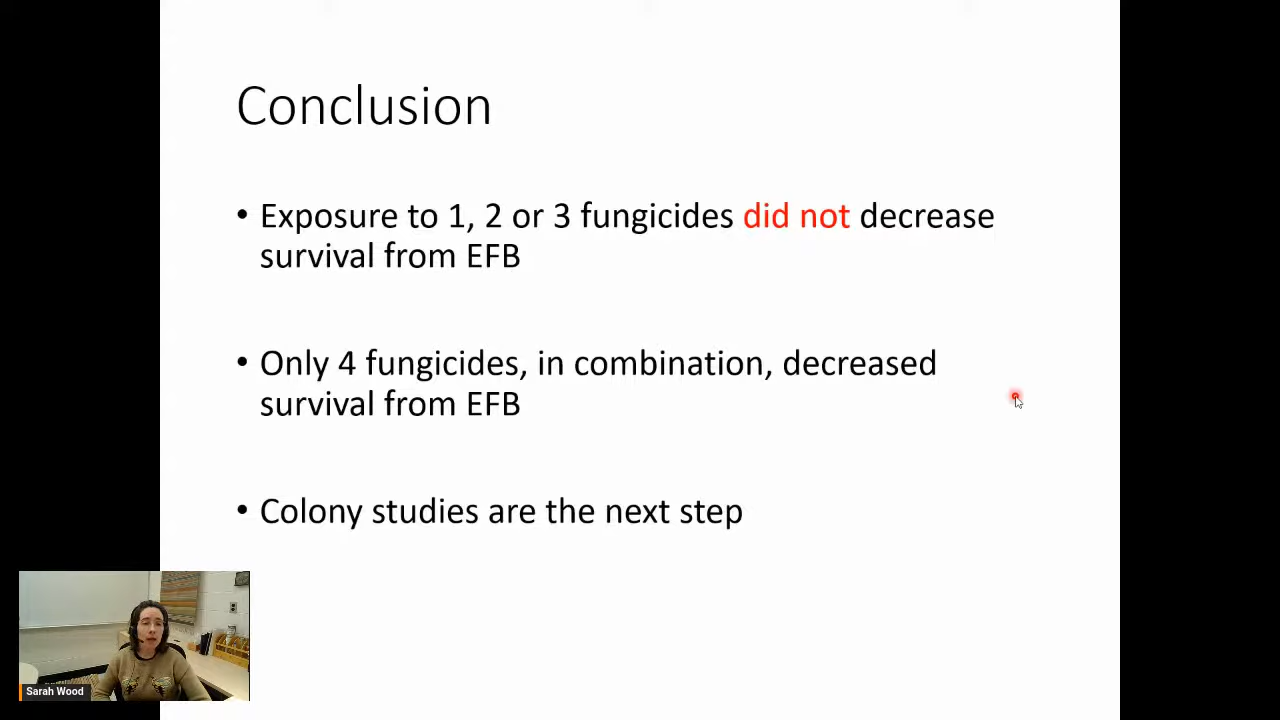 Conclusion
• Exposure to 1, 2 or 3 fungicides did not decrease
survival from EFB
• Only 4 fungicides, in combination, decreased
survival from EFB
• Colony studies are the next step
Sarah Wood